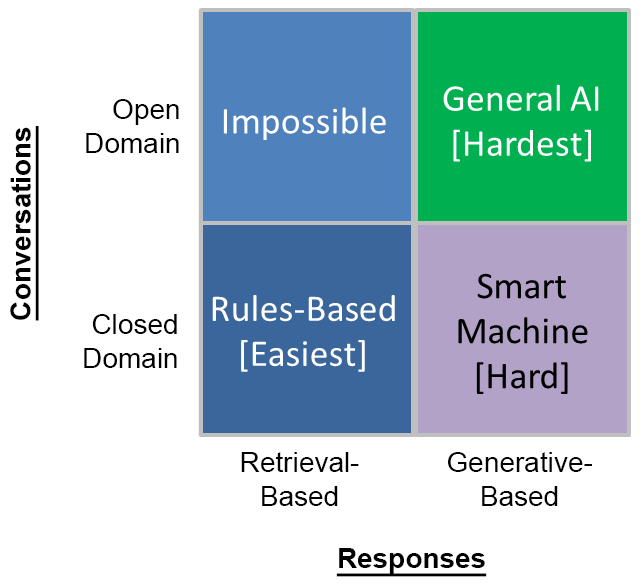 Conversations
Open
Domain
Impossible
General AI
[Hardest]
Closed
Domain
Rules-Based
[Easiest]
Smart
Machine
[Hard]
Retrieval-
Based
Generative-
Based
Responses